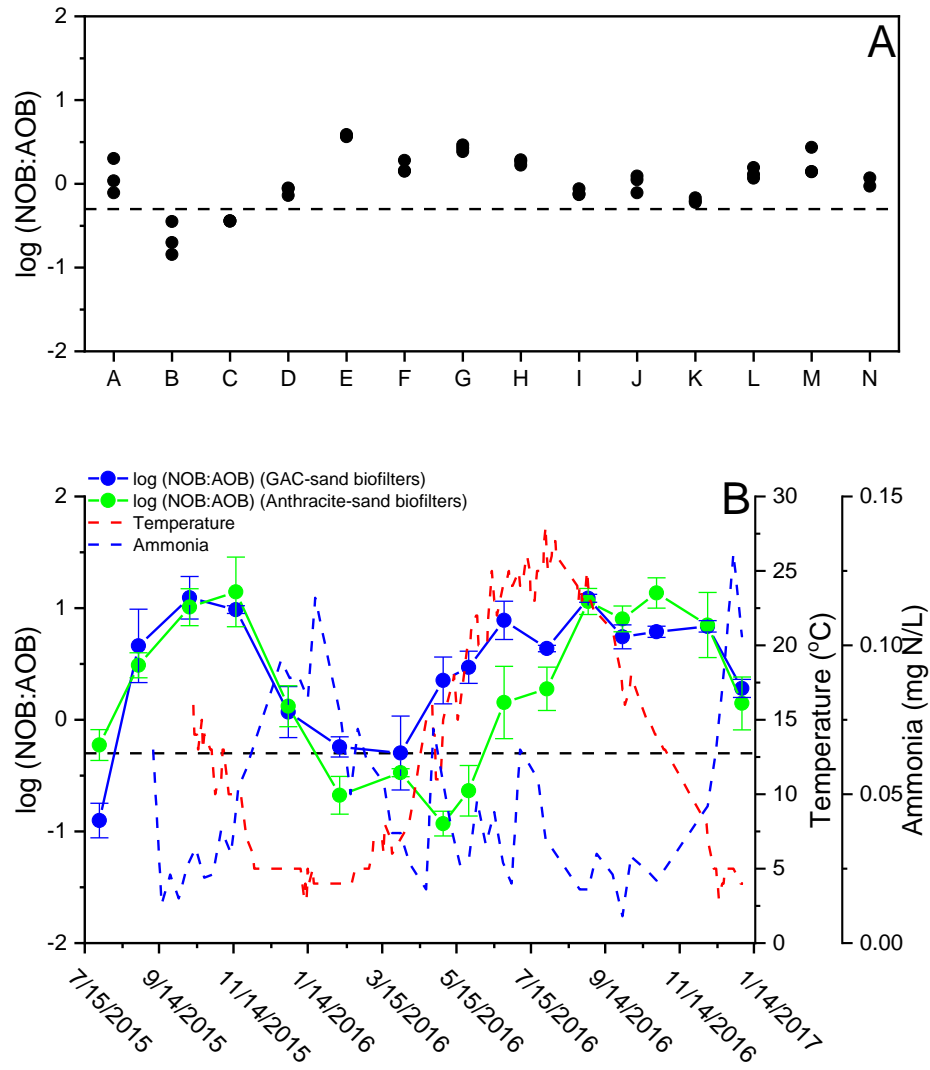 A
log (NOB:AOB)
2
1
0
-1
-2
A B C D E F G H I J K L M N
B
log (NOB:AOB) (GAC-sand biofilters)
log (NOB:AOB) (Anthracite-sand biofilters)
Temperature
Ammonia
log (NOB:AOB)
2
1
0
-1
-2
30
25
20
15
10
5
0
Temperature (ºC)
0.15
0.10
0.05
0.00
Ammonia (mg N/L)
7/15/2015
9/14/2015
11/14/2015
1/14/2016
3/15/2016
5/15/2016
7/15/2016
9/14/2016
11/14/2016
1/14/2017